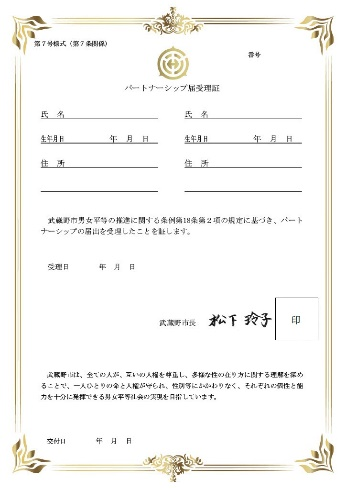 第７号様式（第７条関係）
番号
パートナーシップ届受理証
氏　名　　　　　氏　名
生年月日　　　年　月　日　　　生年月日　　　年　月　日
住　所　　　　　住　所
武蔵野市男女平等の推進に関する条例第18条第２項の規定に基づき、パート
ナーシップの届出を受理したことを証します。
受理日　　　年　月　日
武蔵野市長　松下 玲子　印
武蔵野市は、全ての人が、互いの人権を尊重し、多様な性の在り方に関する理解を深め
ることで、一人ひとりの命と人権が守られ、性別等にかかわりなく、それぞれの個性と能
力を十分に発揮できる男女平等社会の実現を目指しています。
交付日　　　年　月　日